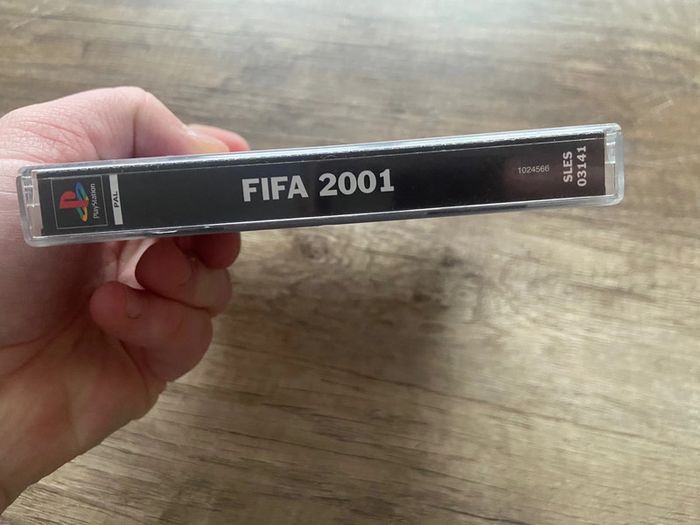 PlayStation
PAL
FIFA 2001
1024566
SLES
03141